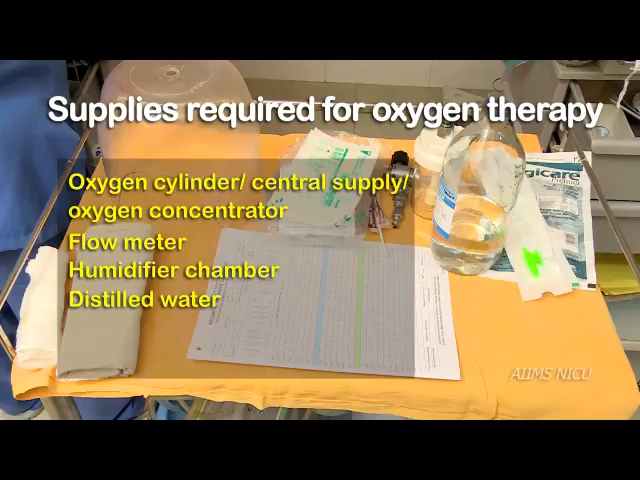 Supplies required for oxygen therapy
Oxygen cylinder/ central supply/
oxygen concentrator
Flow meter
Humidifier chamber
Distilled water
gicare
AIIMS NICU